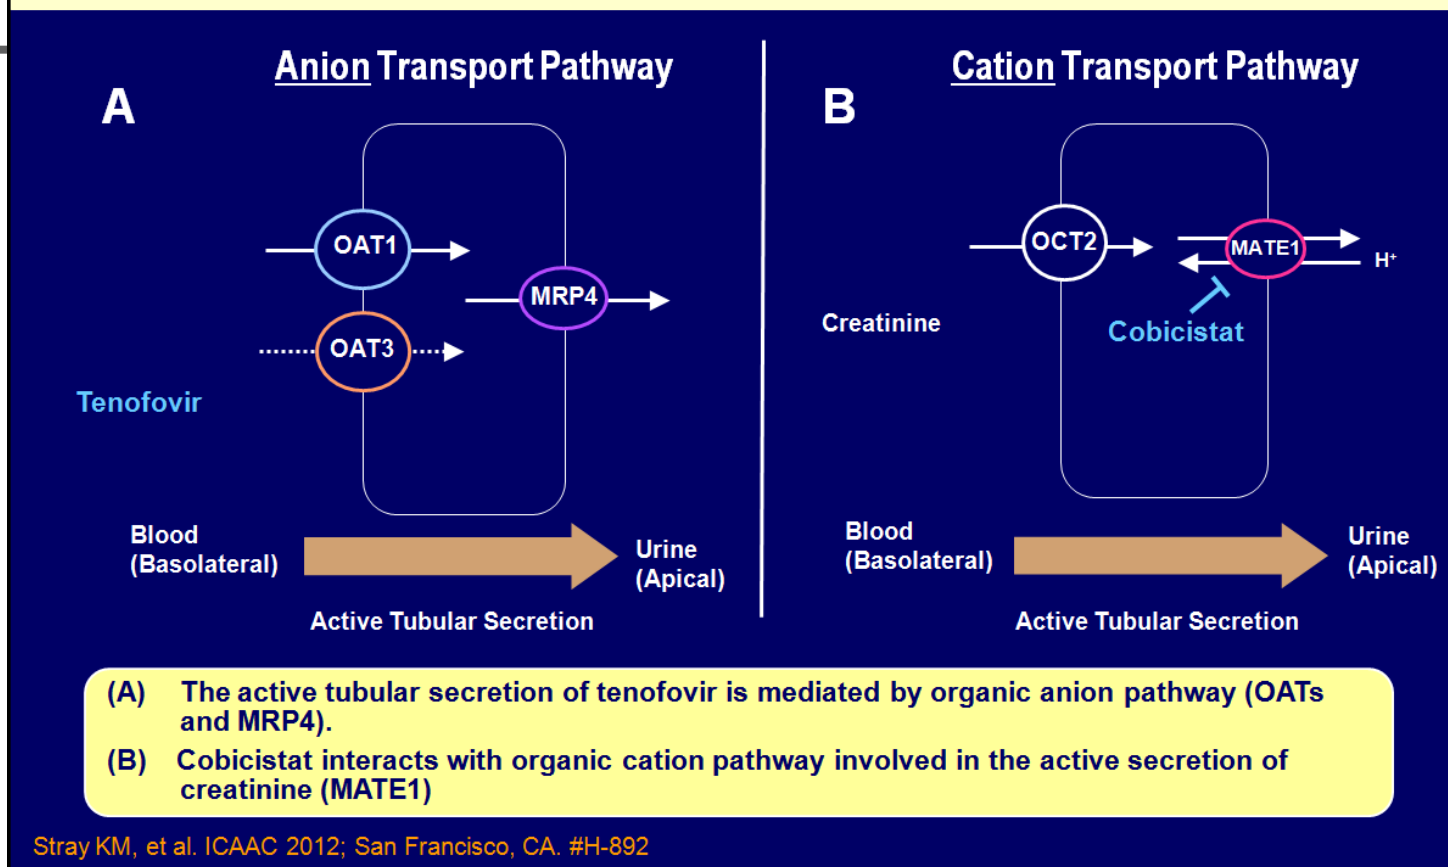 Anion Transport Pathway
A
OAT1
MRP4
OAT3
Tenofovir
Blood
(Basolateral)
Urine
(Apical)
Active Tubular Secretion
Cation Transport Pathway
B
OCT2
MATE1
H⁺
Creatinine
Cobicistat
Blood
(Basolateral)
Urine
(Apical)
Active Tubular Secretion
(A) The active tubular secretion of tenofovir is mediated by organic anion pathway (OATs
and MRP4).
(B) Cobicistat interacts with organic cation pathway involved in the active secretion of
creatinine (MATE1)
Stray KM, et al. ICAAC 2012; San Francisco, CA. #H-892